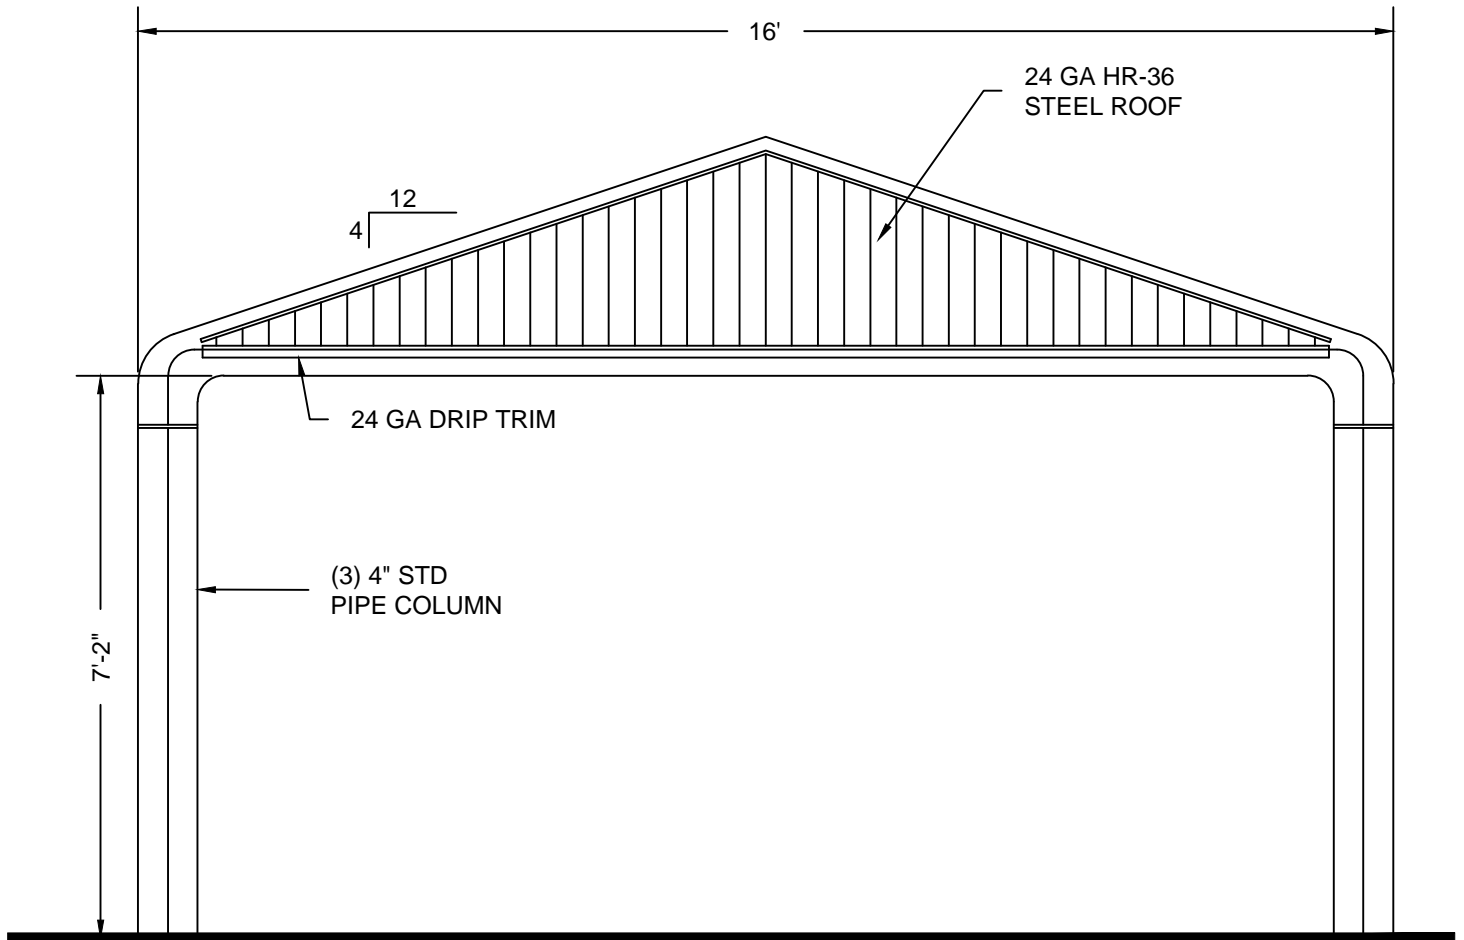 16'
24 GA HR-36
STEEL ROOF
12
4
24 GA DRIP TRIM
(3) 4" STD
PIPE COLUMN
7'-2"